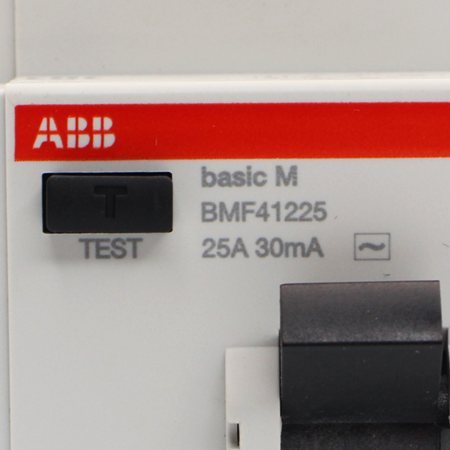 ABB
basic M
T
BMF41225
TEST
25A 30mA ~